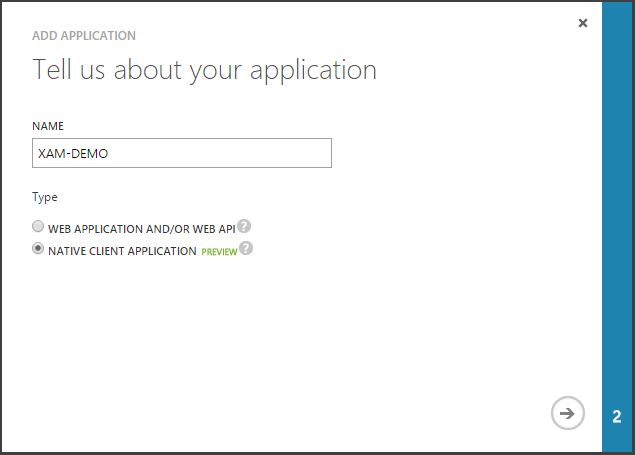 ADD APPLICATION
Tell us about your application
NAME
XAM-DEMO
Type
WEB APPLICATION AND/OR WEB API ?
NATIVE CLIENT APPLICATION PREVIEW ?
2